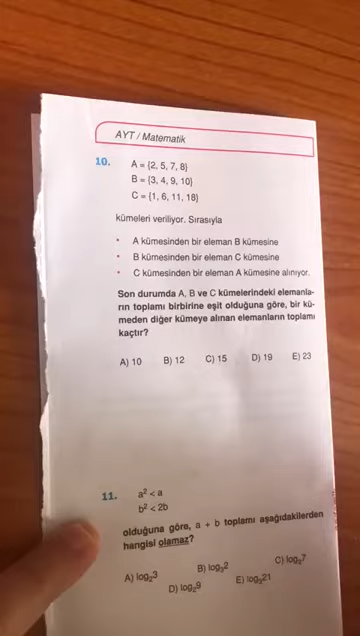 AYT / Matematik
10. A = {2, 5, 7, 8}
B = {3, 4, 9, 10}
C = {1, 6, 11, 18}
kümeleri veriliyor. Sırasıyla
• A kümesinden bir eleman B kümesine
• B kümesinden bir eleman C kümesine
• C kümesinden bir eleman A kümesine alınıyor.
Son durumda A, B ve C kümelerindeki elemanla-
rın toplamı birbirine eşit olduğuna göre, bir kü-
meden diğer kümeye alınan elemanların toplamı
kaçtır?
A) 10 B) 12 C) 15 D) 19 E) 23
11. a² < a
b² < 2b
olduğuna göre, a + b toplamı aşağıdakilerden
hangisi olamaz?
A) log₂3 B) log₃2 C) log₂7
D) log₂9 E) log₃21